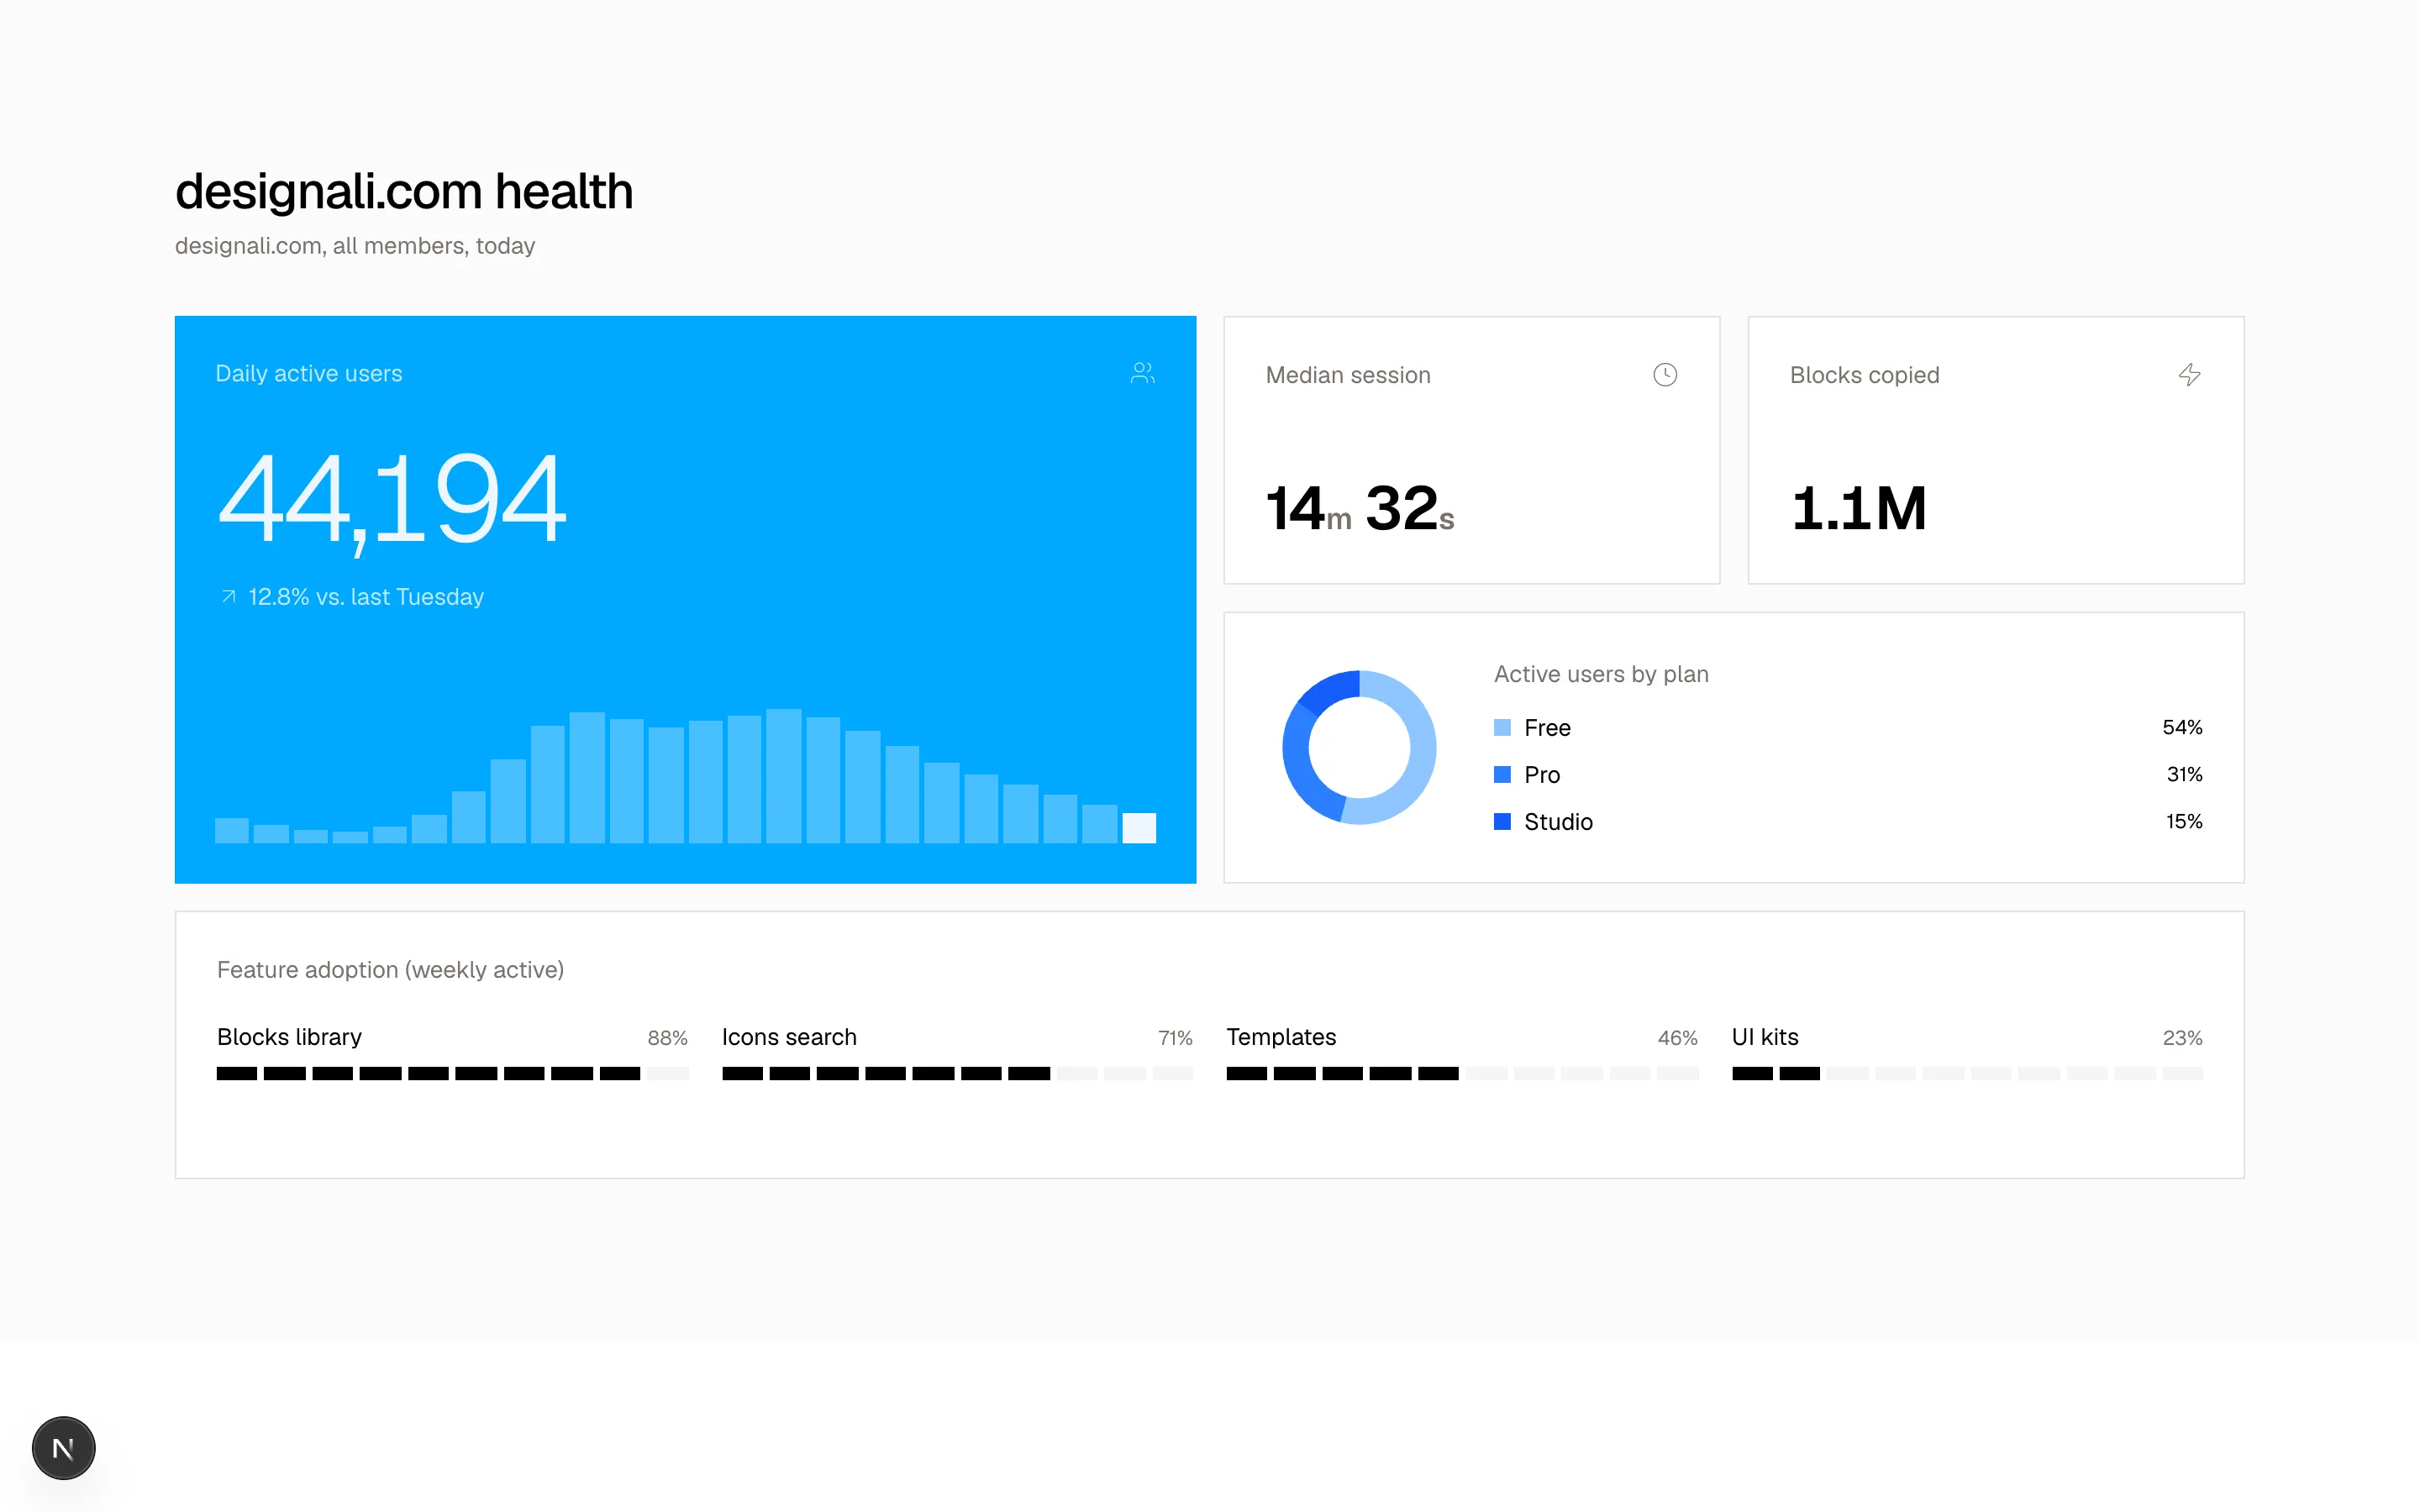 designali.com health
designali.com, all members, today
Daily active users
44,194
12.8% vs. last Tuesday
Median session
14m 32s
Blocks copied
1.1M
Active users by plan
Free 54%
Pro 31%
Studio 15%
Feature adoption (weekly active)
Blocks library 88%
Icons search 71%
Templates 46%
UI kits 23%
N